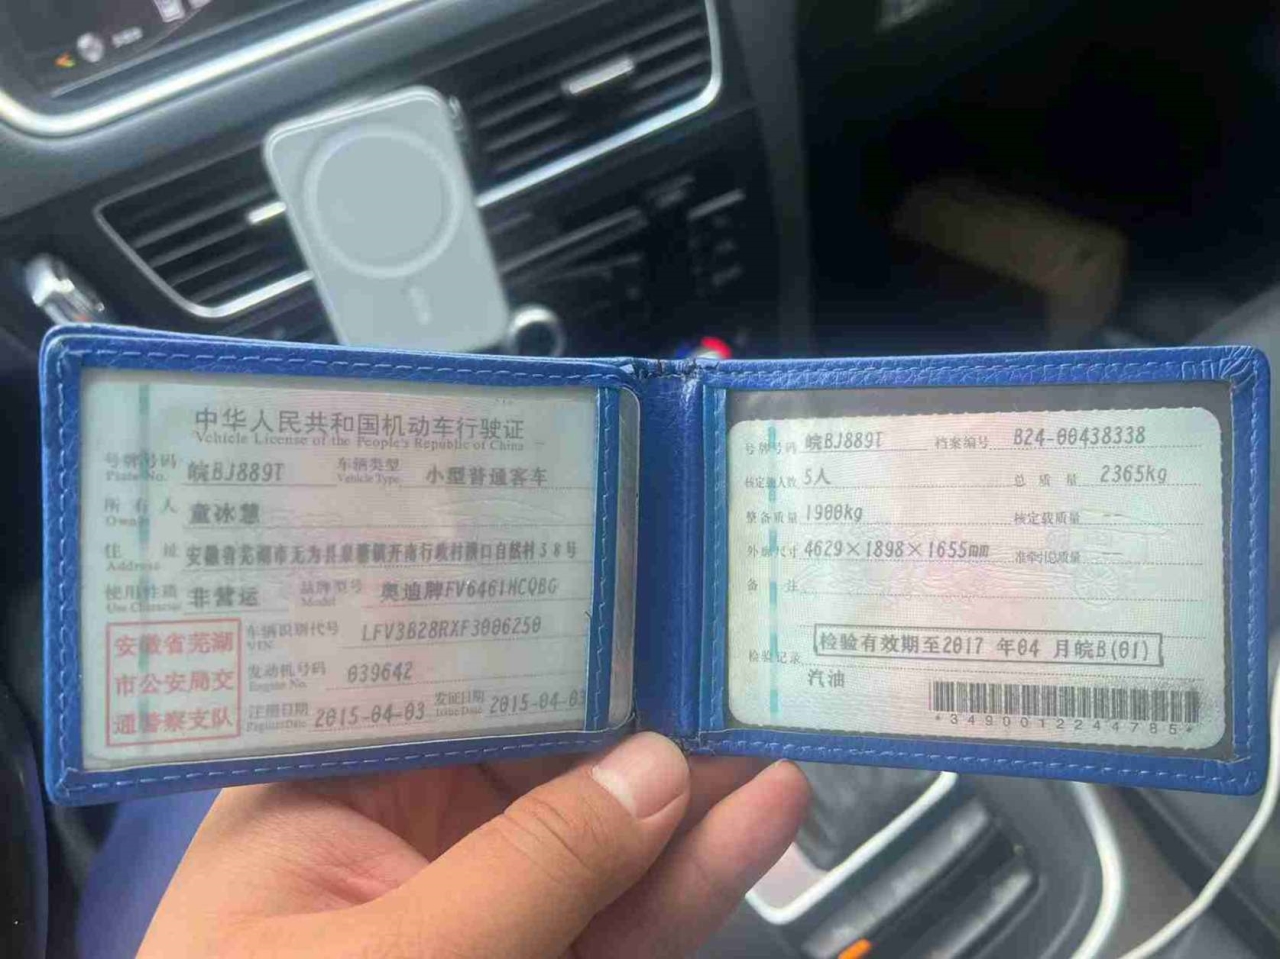 中华人民共和国机动车行驶证
Vehicle License of the People's Republic of China
号牌号码 皖BJ889T 车辆类型 小型普通客车
Plate No. Vehicle Type
所有人 童冰慧
Owner
住 址 安徽省芜湖市无为县 镇开南行政村 口自然村38号
Address
使用性质 非营运 品牌型号 奥迪牌FV6461HCQBG
Use Character Model
安徽省芜湖
市公安局交
通警察支队
车辆识别代号 LFV3B28RXF3006250
VIN
发动机号码 039642
Engine No.
注册日期 2015-04-03 发证日期 2015-04-03
Register Date Issue Date
号牌号码 皖BJ889T 档案编号 B24-00438338
核定载人数 5人 总质量 2365kg
整备质量 1900kg 核定载质量 --
外廓尺寸 4629×1898×1655mm 准牵引总质量 --
备 注
检验有效期至2017 年04 月皖B(01)
检验记录
汽油
*3490012244785*